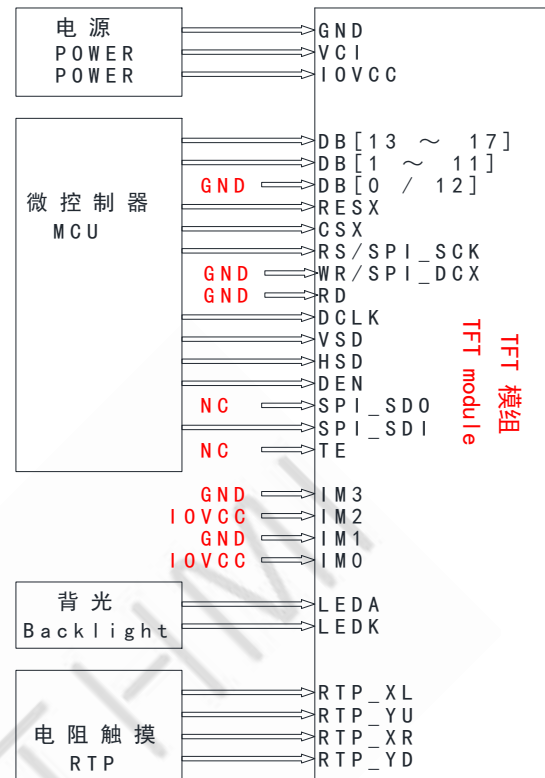 电源
POWER
POWER
GND
VCI
IOVCC
微控制器
MCU
DB[13 ～ 17]
DB[1 ～ 11]
GND DB[0 / 12]
RESX
CSX
RS/SPI_SCK
GND WR/SPI_DCX
GND RD
DCLK
VSD
HSD
DEN
NC SPI_SDO
SPI_SDI
NC TE
TFT 模组
TFT module
GND IM3
IOVCC IM2
GND IM1
IOVCC IM0
背光
Backlight
LEDA
LEDK
电阻触摸
RTP
RTP_XL
RTP_YU
RTP_XR
RTP_YD
THMI